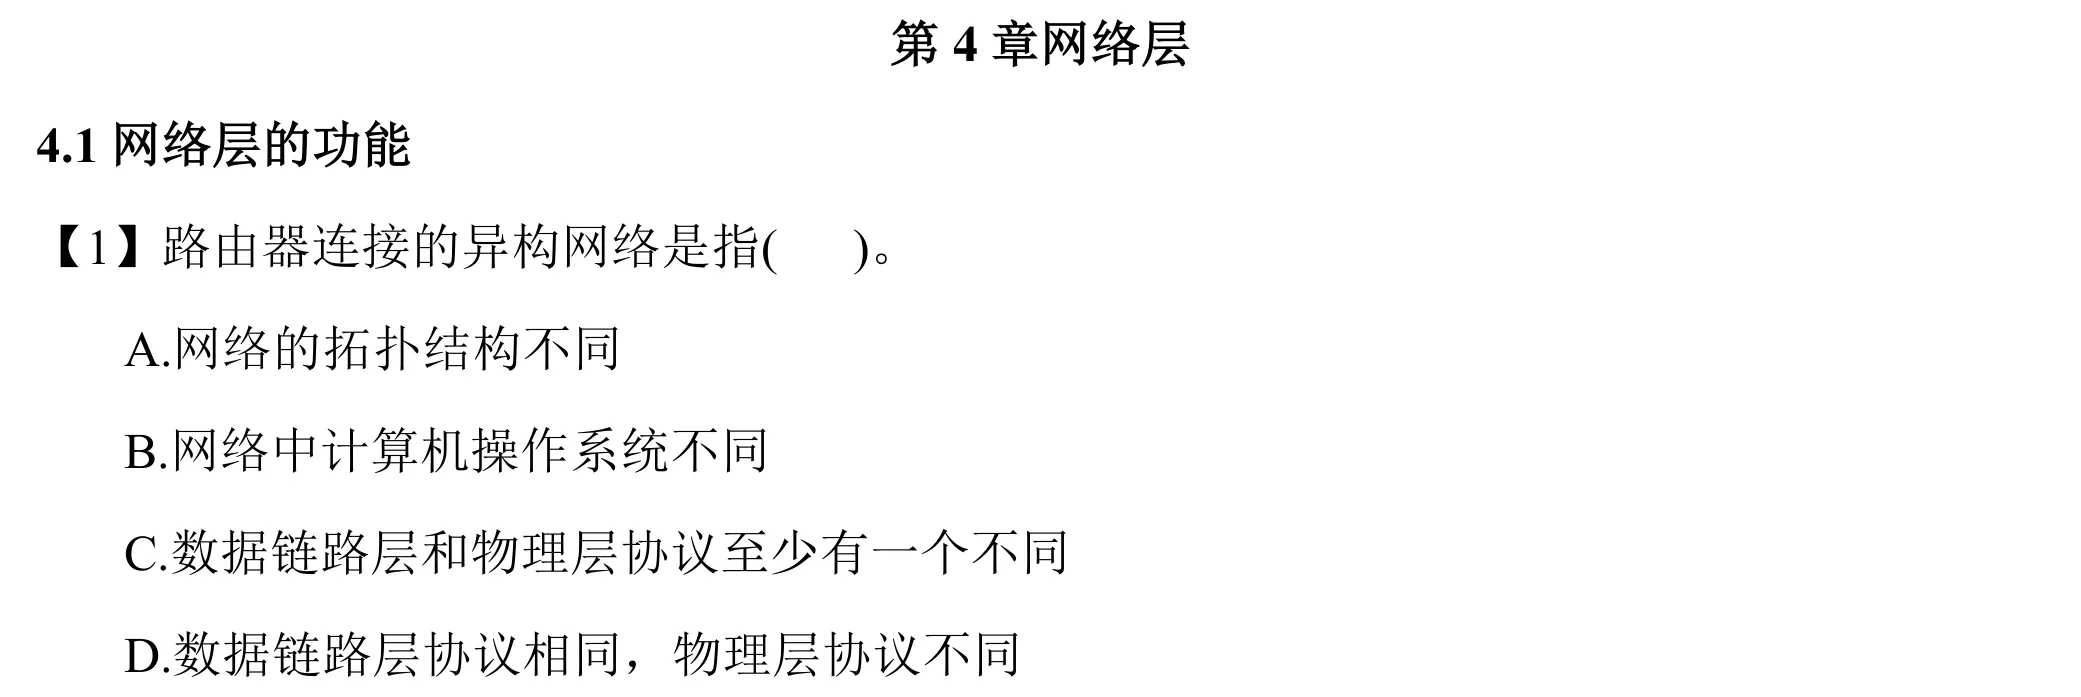 第 4 章网络层
4.1 网络层的功能
【1】路由器连接的异构网络是指(　)。
A.网络的拓扑结构不同
B.网络中计算机操作系统不同
C.数据链路层和物理层协议至少有一个不同
D.数据链路层协议相同，物理层协议不同